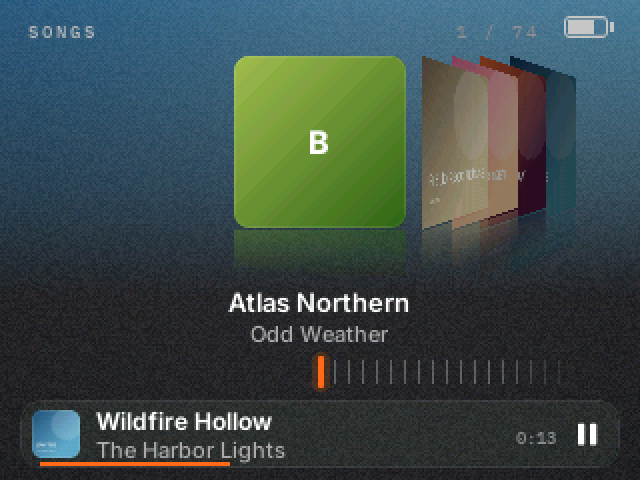 SONGS
1 / 74
B
Atlas Northern
Odd Weather
Wildfire Hollow
The Harbor Lights
0:13